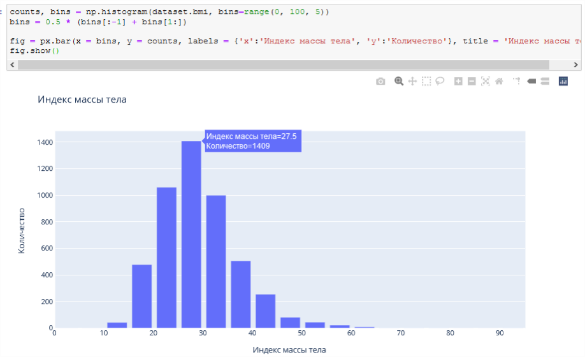 counts, bins = np.histogram(dataset.bmi, bins=range(0, 100, 5))
bins = 0.5 * (bins[:-1] + bins[1:])
fig = px.bar(x = bins, y = counts, labels = {'x':'Индекс массы тела', 'y':'Количество'}, title = 'Индекс массы
fig.show()
Индекс массы тела
Индекс массы тела=27.5
Количество=1409
1400
1200
1000
800
600
400
200
0
Количество
0 10 20 30 40 50 60 70 80 90
Индекс массы тела